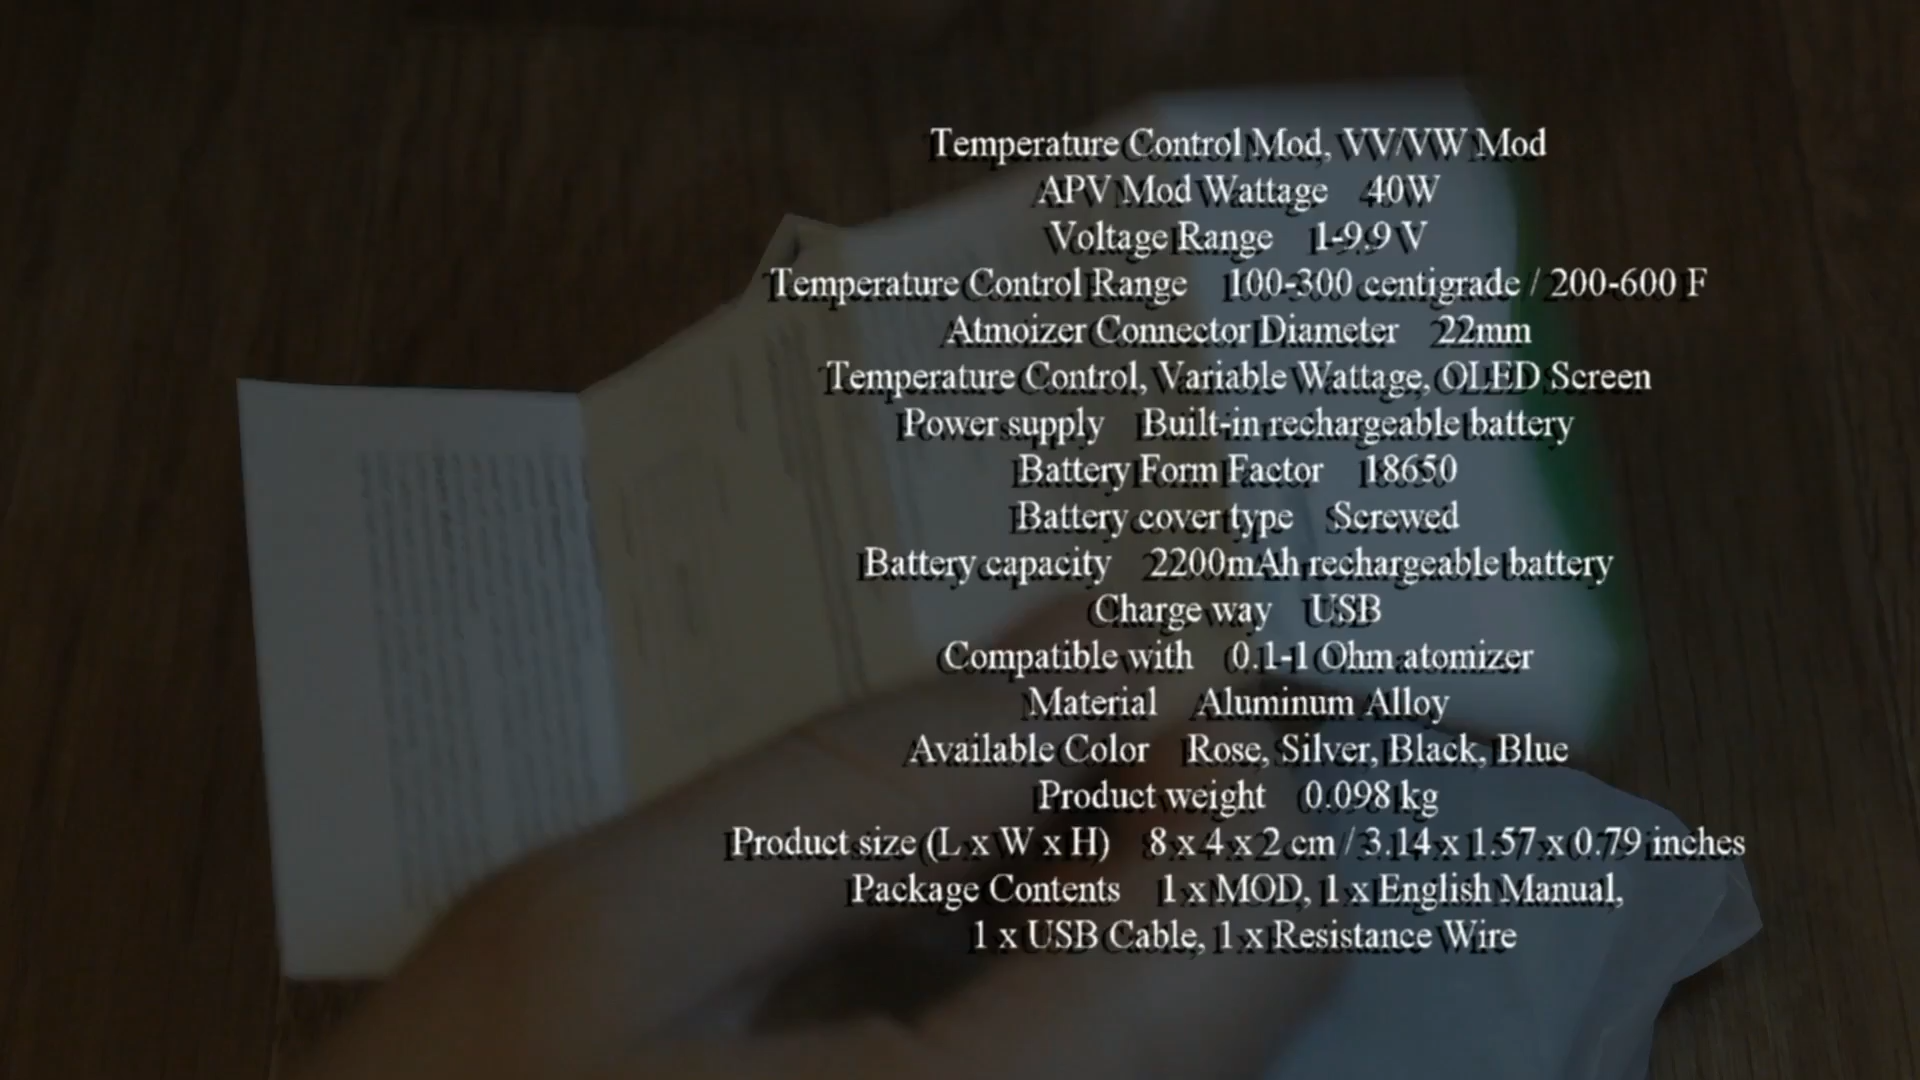 Temperature Control Mod, VV/VW Mod
APV Mod Wattage 40W
Voltage Range 1-9.9 V
Temperature Control Range 100-300 centigrade / 200-600 F
Atmoizer Connector Diameter 22mm
Temperature Control, Variable Wattage, OLED Screen
Power supply Built-in rechargeable battery
Battery Form Factor 18650
Battery cover type Screwed
Battery capacity 2200mAh rechargeable battery
Charge way USB
Compatible with 0.1-1 Ohm atomizer
Material Aluminum Alloy
Available Color Rose, Silver, Black, Blue
Product weight 0.098 kg
Product size (L x W x H) 8 x 4 x 2 cm / 3.14 x 1.57 x 0.79 inches
Package Contents 1 x MOD, 1 x English Manual,
1 x USB Cable, 1 x Resistance Wire